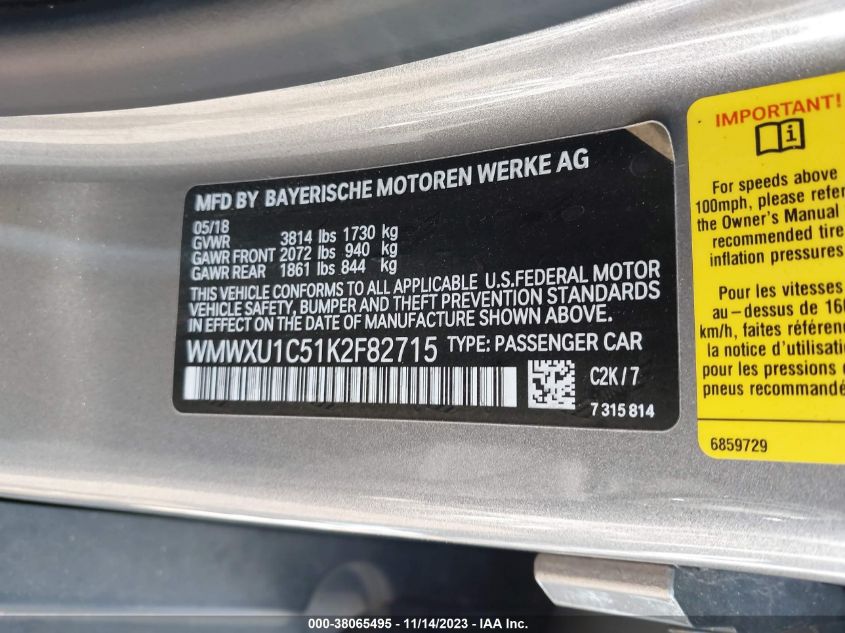 MFD BY BAYERISCHE MOTOREN WERKE AG
05/18
GVWR 3814 lbs 1730 kg
GAWR FRONT 2072 lbs 940 kg
GAWR REAR 1861 lbs 844 kg
THIS VEHICLE CONFORMS TO ALL APPLICABLE U.S.FEDERAL MOTOR
VEHICLE SAFETY, BUMPER AND THEFT PREVENTION STANDARDS
IN EFFECT ON THE DATE OF MANUFACTURE SHOWN ABOVE.
WMWXU1C51K2F82715 TYPE: PASSENGER CAR
C2K/7
7 315 814
IMPORTANT!
i
For speeds above
100mph, please refer
the Owner's Manual
recommended tire
inflation pressures
Pour les vitesses
au-dessus de 160
km/h, faites référence
à la notice d'utilisation
pour les pressions
pneus recommandées
6859729
000-38065495 - 11/14/2023 - IAA Inc.